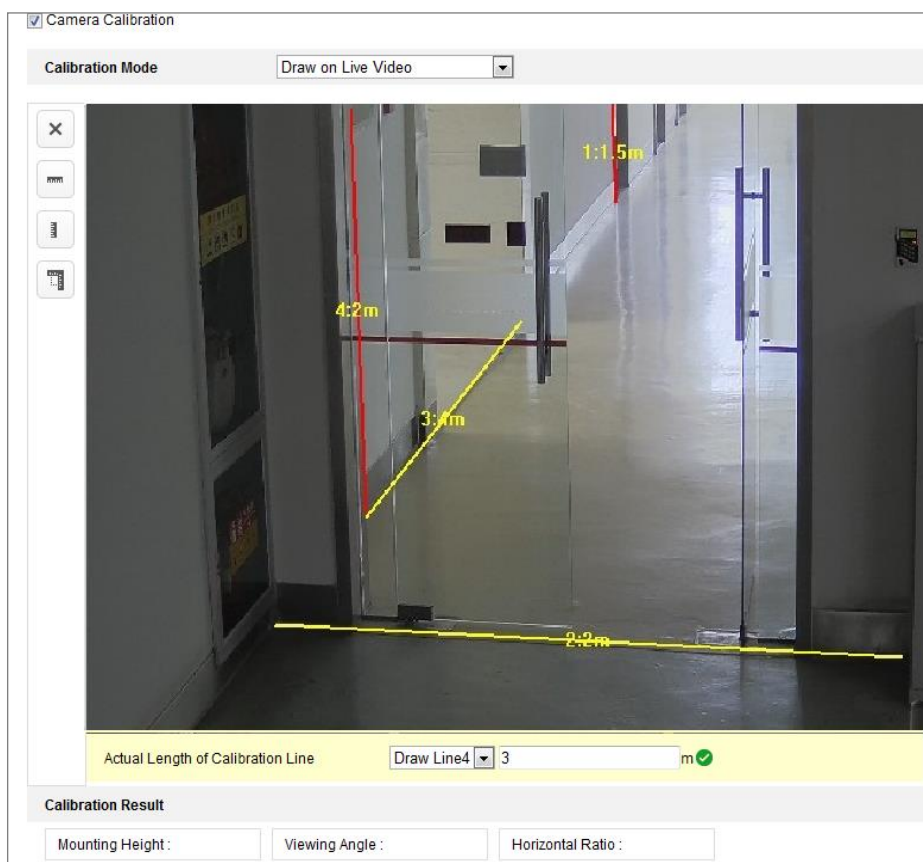 Camera Calibration
Calibration Mode
Draw on Live Video
1:1.5m
4:2m
3:4m
2:2m
Actual Length of Calibration Line
Draw Line4
3
m
Calibration Result
Mounting Height :
Viewing Angle :
Horizontal Ratio :